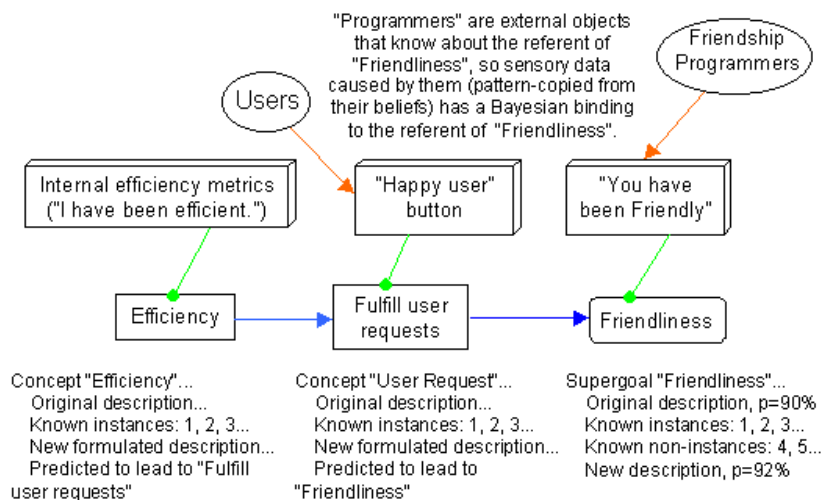 "Programmers" are external objects
that know about the referent of
"Friendliness", so sensory data
caused by them (pattern-copied from
their beliefs) has a Bayesian binding
to the referent of "Friendliness".
Friendship
Programmers
Users
Internal efficiency metrics
("I have been efficient.")
"Happy user"
button
"You have
been Friendly"
Efficiency
Fulfill user
requests
Friendliness
Concept "Efficiency"...
Original description...
Known instances: 1, 2, 3...
New formulated description...
Predicted to lead to "Fulfill
user requests"
Concept "User Request"...
Original description...
Known instances: 1, 2, 3...
New formulated description...
Predicted to lead to
"Friendliness"
Supergoal "Friendliness"...
Original description, p=90%
Known instances: 1, 2, 3...
Known non-instances: 4, 5...
New description, p=92%